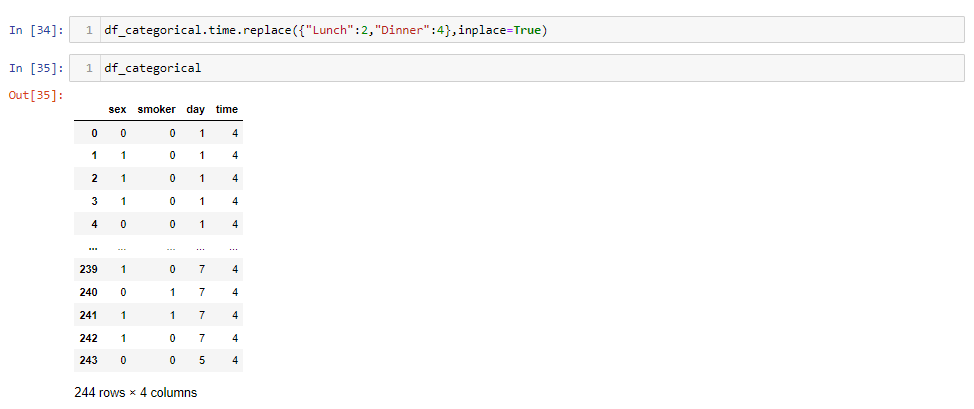 In [34]: 1 df_categorical.time.replace({"Lunch":2,"Dinner":4},inplace=True)
In [35]: 1 df_categorical
Out[35]:
sex smoker day time
0 0 0 1 4
1 1 0 1 4
2 1 0 1 4
3 1 0 1 4
4 0 0 1 4
... ... ... ... ...
239 1 0 7 4
240 0 1 7 4
241 1 1 7 4
242 1 0 7 4
243 0 0 5 4
244 rows × 4 columns